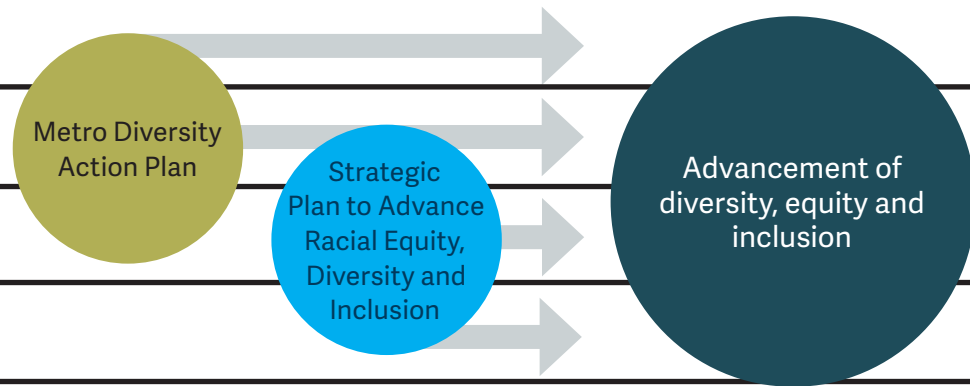 Metro Diversity
Action Plan
Strategic
Plan to Advance
Racial Equity,
Diversity and
Inclusion
Advancement of
diversity, equity and
inclusion